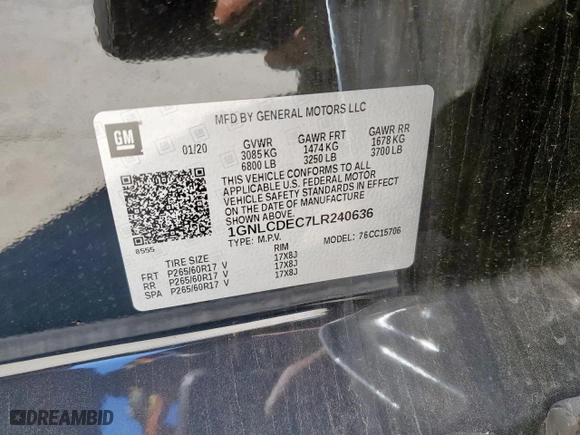 MFD BY GENERAL MOTORS LLC
GM
01/20
GVWR GAWR FRT GAWR RR
3085 KG 1474 KG 1678 KG
6800 LB 3250 LB 3700 LB
THIS VEHICLE CONFORMS TO ALL
APPLICABLE U.S. FEDERAL MOTOR
VEHICLE SAFETY STANDARDS IN EFFECT
ON THE DATE OF MANUFACTURE
SHOWN ABOVE.
1GNLCDEC7LR240636
TYPE: M.P.V. MODEL: 76CC15706
8555
TIRE SIZE RIM
FRT P265/60R17 V 17X8J
RR P265/60R17 V 17X8J
SPA P265/60R17 V 17X8J
DREAMBID